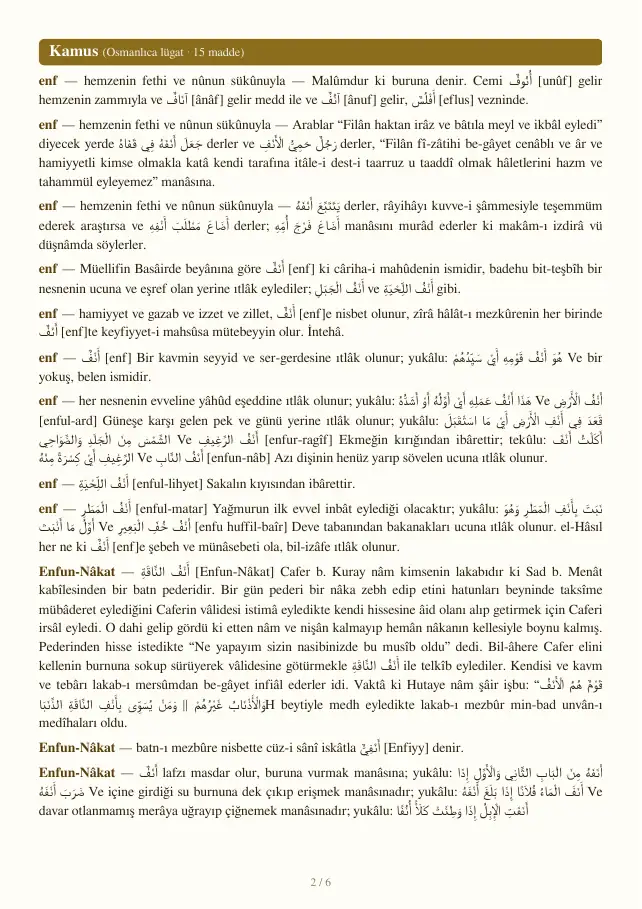 Kamus (Osmanlıca lügat · 15 madde)
enf — hemzenin fethi ve nûnun sükûnuyla — Malûmdur ki buruna denir. Cemi أُنُوفٌ [unûf] gelir
hemzenin zammıyla ve آنَافٌ [ânâf] gelir medd ile ve آنُفٌ [ânuf] gelir, أَفْلُسٌ [eflus] vezninde.
enf — hemzenin fethi ve nûnun sükûnuyla — Arablar “Filân haktan irâz ve bâtıla meyl ve ikbâl eyledi”
diyecek yerde جَعَلَ أَنْفَهُ فِي قَفَاهُ derler ve رَجُلٌ حَمِيُّ الْأَنْفِ derler, “Filân fî-zâtihi be-gâyet cenâblı ve âr ve
hamiyyetli kimse olmakla katâ kendi tarafına itâle-i dest-i taarruz u taaddî olmak hâletlerini hazm ve
tahammül eyleyemez” manâsına.
enf — hemzenin fethi ve nûnun sükûnuyla — يَتَتَبَّعُ أَنْفَهُ derler, râyihâyı kuvve-i şâmmesiyle teşemmüm
ederek araştırsa ve أَضَاعَ مَطْلَبَ أَنْفِهِ derler; أَضَاعَ فَرْجَ أُمِّهِ manâsını murâd ederler ki makâm-ı izdirâ vü
düşnâmda söylerler.
enf — Müellifin Basâirde beyânına göre أَنْفٌ [enf] ki câriha-i mahûdenin ismidir, badehu bit-teşbîh bir
nesnenin ucuna ve eşref olan yerine ıtlâk eylediler; أَنْفُ الْجَبَلِ ve أَنْفُ اللِّحْيَةِ gibi.
enf — hamiyyet ve gazab ve izzet ve zillet, أَنْفٌ [enf]e nisbet olunur, zîrâ hâlât-ı mezkûrenin her birinde
أَنْفٌ [enf]te keyfiyyet-i mahsûsa mütebeyyin olur. İntehâ.
enf — أَنْفٌ [enf] Bir kavmin seyyid ve ser-gerdesine ıtlâk olunur; yukâlu: هُوَ أَنْفُ قَوْمِهِ أَيْ سَيِّدُهُمْ Ve bir
yokuş, belen ismidir.
enf — her nesnenin evveline yâhûd eşeddine ıtlâk olunur; yukâlu: هَذَا أَنْفُ عَمَلِهِ أَيْ أَوَّلُهُ أَوْ أَشَدُّهُ Ve أَنْفُ الْأَرْضِ
[enful-ard] Güneşe karşı gelen pek ve günü yerine ıtlâk olunur; yukâlu: قَعَدَ فِي أَنْفِ الْأَرْضِ أَيْ مَا اسْتَقْبَلَ
الشَّمْسَ مِنَ الْجَلَدِ وَالضَّوَاحِي Ve أَنْفُ الرَّغِيفِ [enfur-ragîf] Ekmeğin kırığından ibârettir; tekûlu: أَكَلْتُ أَنْفَ
الرَّغِيفِ أَيْ كِسْرَةً مِنْهُ Ve أَنْفُ النَّابِ [enfun-nâb] Azı dişinin henüz yarıp sövelen ucuna ıtlâk olunur.
enf — أَنْفُ اللِّحْيَةِ [enful-lihyet] Sakalın kıyısından ibârettir.
enf — أَنْفُ الْمَطَرِ [enful-matar] Yağmurun ilk evvel inbât eylediği olacaktır; yukâlu: نَبَتَ بِأَنْفِ الْمَطَرِ وَهُوَ
أَوَّلُ مَا أَنْبَتَ Ve أَنْفُ خُفِّ الْبَعِيرِ [enfu huffil-baîr] Deve tabanından bakanakları ucuna ıtlâk olunur. el-Hâsıl
her ne ki أَنْفٌ [enf]e şebeh ve münâsebeti ola, bil-izâfe ıtlâk olunur.
Enfun-Nâkat — أَنْفُ النَّاقَةِ [Enfun-Nâkat] Cafer b. Kuray nâm kimsenin lakabıdır ki Sad b. Menât
kabîlesinden bir batn pederidir. Bir gün pederi bir nâka zebh edip etini hatunları beyninde taksîme
mübâderet eylediğini Caferin vâlidesi istimâ eyledikte kendi hissesine âid olanı alıp getirmek için Caferi
irsâl eyledi. O dahi gelip gördü ki etten nâm ve nişân kalmayıp hemân nâkanın kellesiyle boynu kalmış.
Pederinden hisse istedikte “Ne yapayım sizin nasibinizde bu musîb oldu” dedi. Bil-âhere Cafer elini
kellenin burnuna sokup sürüyerek vâlidesine götürmekle أَنْفُ النَّاقَةِ ile telkîb eylediler. Kendisi ve kavm
ve tebârı lakab-ı mersûmdan be-gâyet infiâl ederler idi. Vaktâ ki Hutaye nâm şâir işbu: “قَوْمٌ هُمُ الْأَنْفُ
وَالْأَذْنَابُ غَيْرُهُمْ || وَمَنْ يُسَوِّي بِأَنْفِ النَّاقَةِ الذَّنَبَاH beytiyle medh eyledikte lakab-ı mezbûr min-bad unvân-ı
medîhaları oldu.
Enfun-Nâkat — batn-ı mezbûre nisbette cüz-i sânî iskâtla أَنْفِيٌّ [Enfiyy] denir.
Enfun-Nâkat — أَنْفٌ lafzı masdar olur, buruna vurmak manâsına; yukâlu: أَنَفَهُ مِنَ الْبَابِ الثَّانِي وَالْأَوَّلِ إِذَا
ضَرَبَ أَنْفَهُ Ve içine girdiği su burnuna dek çıkıp erişmek manâsınadır; yukâlu: أَنَفَ الْمَاءُ فُلَانًا إِذَا بَلَغَ أَنْفَهُ Ve
davar otlanmamış merâya uğrayıp çiğnemek manâsınadır; yukâlu: أَنَفَتِ الْإِبِلُ إِذَا وَطِئَتْ كَلَأً أُنُفًا
2 / 6